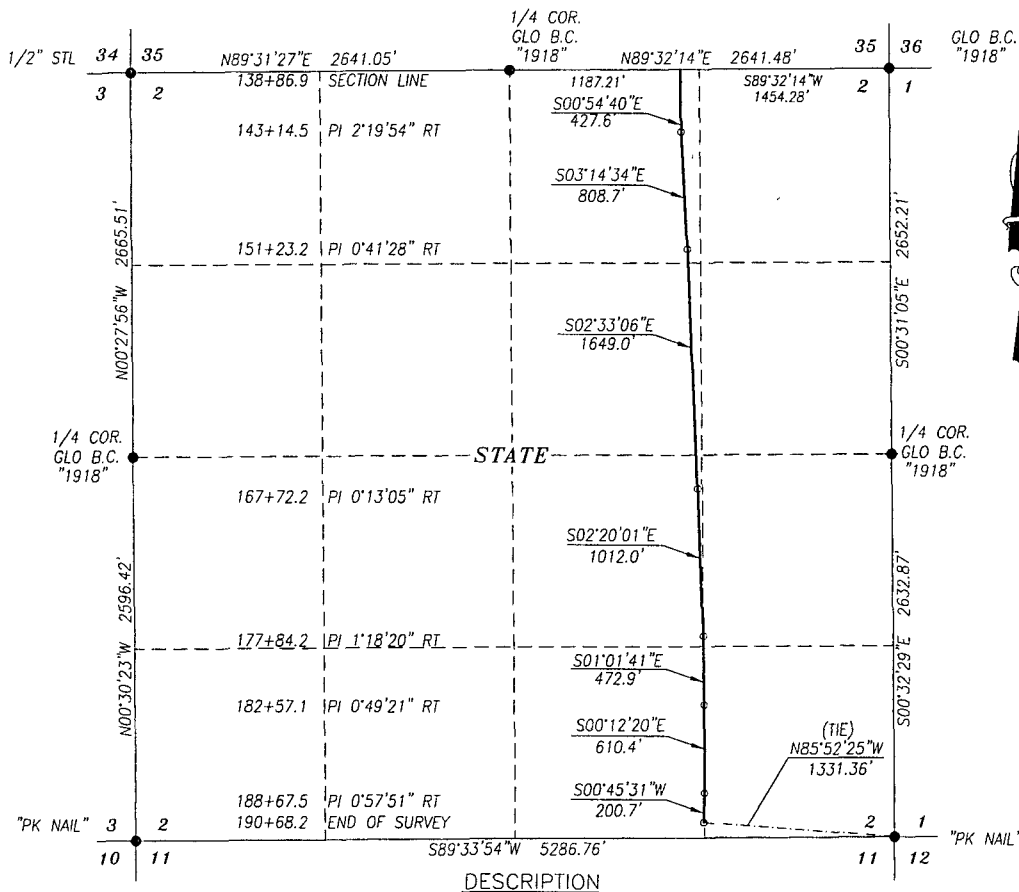 1/4 COR.
GLO B.C.
"1918"
GLO B.C.
"1918"
1/2" STL
34 35
35 36
N89°31'27"E 2641.05'
N89°32'14"E 2641.48'
3 2
138+86.9 SECTION LINE
1187.21'
S89°32'14"W
1454.28'
2 1
S00°54'40"E
427.6'
143+14.5 PI 2°19'54" RT
S03°14'34"E
808.7'
N00°27'56"W 2665.51'
S00°31'05"E 2652.21'
151+23.2 PI 0°41'28" RT
S02°33'06"E
1649.0'
1/4 COR.
GLO B.C.
"1918"
STATE
1/4 COR.
GLO B.C.
"1918"
167+72.2 PI 0°13'05" RT
S02°20'01"E
1012.0'
N00°30'23"W 2596.42'
S00°32'29"E 2632.87'
177+84.2 PI 1°18'20" RT
S01°01'41"E
472.9'
182+57.1 PI 0°49'21" RT
S00°12'20"E
610.4'
(TIE)
N85°52'25"W
1331.36'
188+67.5 PI 0°57'51" RT
S00°45'31"W
200.7'
"PK NAIL" 3 2
190+68.2 END OF SURVEY
2 1 "PK NAIL"
10 11
S89°33'54"W 5286.76'
11 12
DESCRIPTION